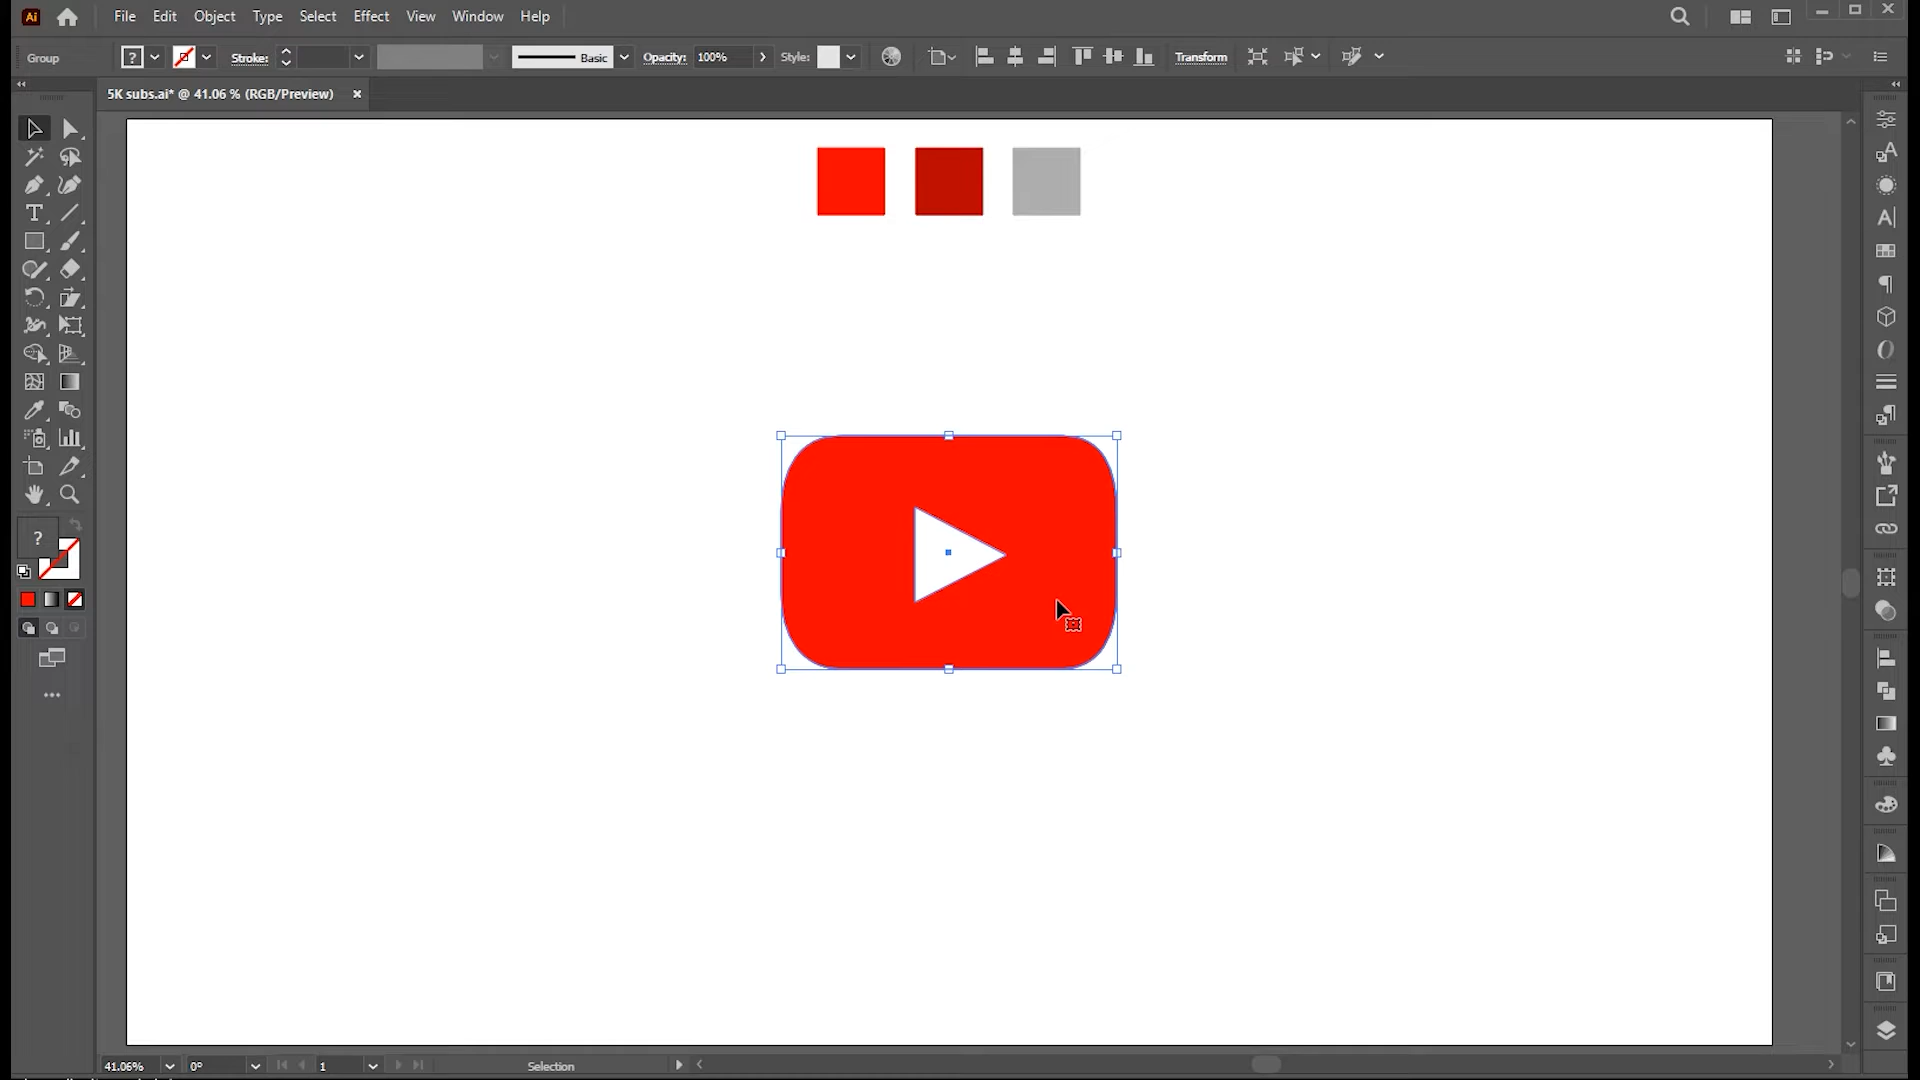 Ai File Edit Object Type Select Effect View Window Help
Group ? Stroke: Basic Opacity: 100% Style: Transform
5K subs.ai* @ 41.06 % (RGB/Preview)
?
41.06% 0° 1 Selection